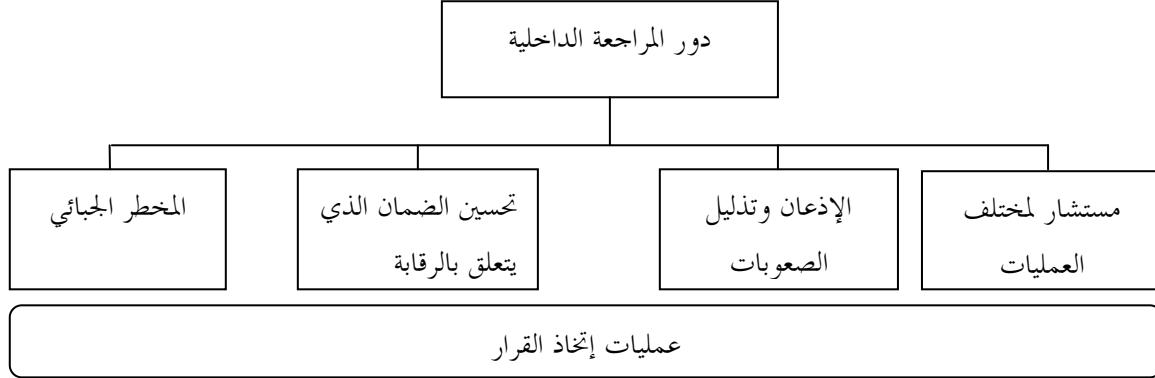 دور المراجعة الداخلية
مستشار لمختلف
العمليات
الإذعان وتذليل
الصعوبات
تحسين الضمان الذي
يتعلق بالرقابة
المخطر الجبائي
عمليات إتخاذ القرار